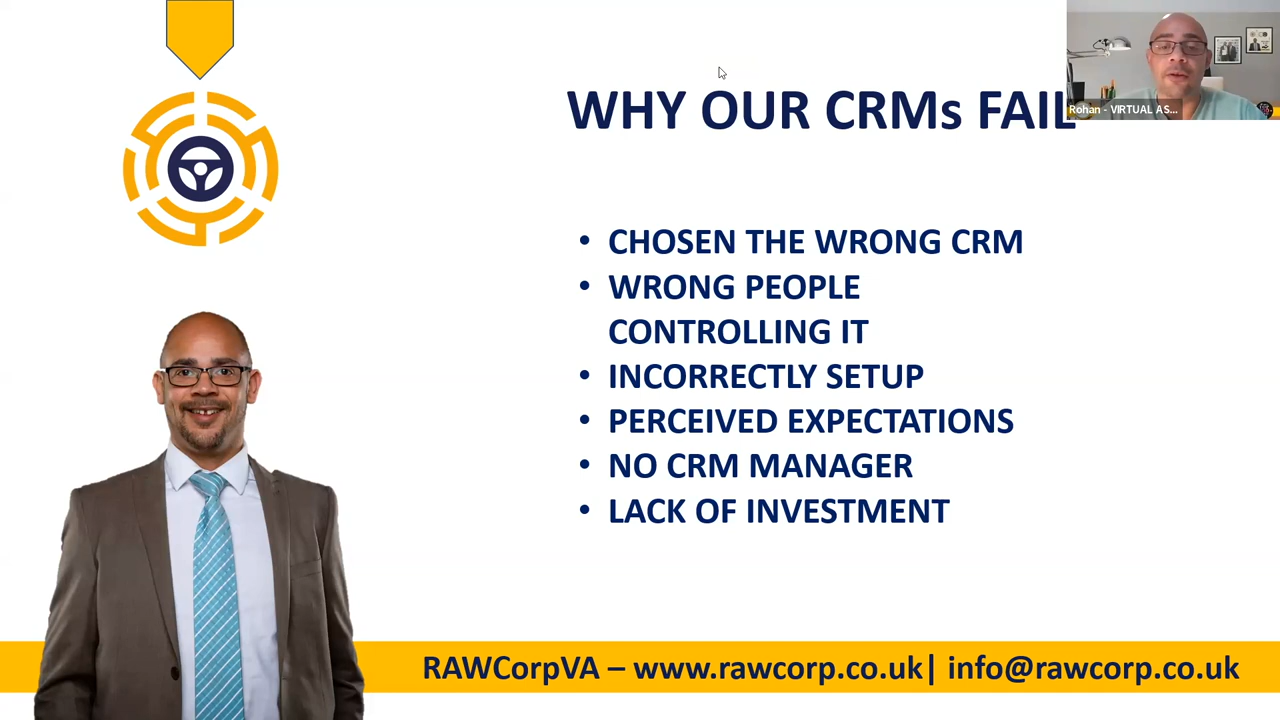 WHY OUR CRMs FAIL
Rohan - VIRTUAL AS...
• CHOSEN THE WRONG CRM
• WRONG PEOPLE
CONTROLLING IT
• INCORRECTLY SETUP
• PERCEIVED EXPECTATIONS
• NO CRM MANAGER
• LACK OF INVESTMENT
RAWCorpVA – www.rawcorp.co.uk| info@rawcorp.co.uk